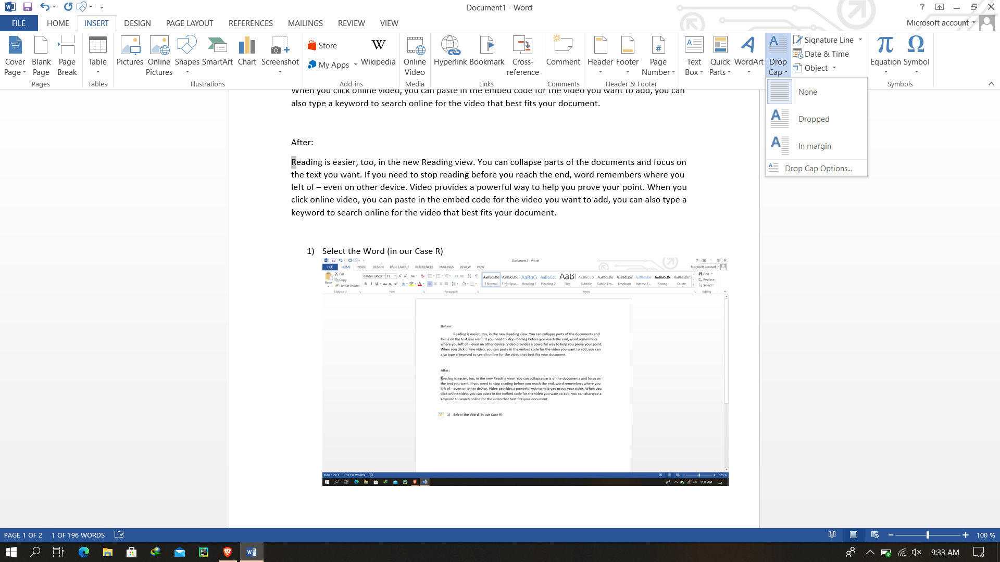 Document1 - Word
?
FILE HOME INSERT DESIGN PAGE LAYOUT REFERENCES MAILINGS REVIEW VIEW
Microsoft account
Cover Page
Blank Page
Page Break
Pages
Table
Tables
Pictures
Online Pictures
Shapes
SmartArt
Chart
Screenshot
Illustrations
Store
My Apps
W
Wikipedia
Add-ins
Online Video
Media
Hyperlink
Bookmark
Cross-reference
Links
Comment
Comments
Header
Footer
Page Number
Header & Footer
Text Box
Quick Parts
WordArt
Drop Cap
Signature Line
Date & Time
Object
π
Equation
Ω
Symbol
Symbols
None
Dropped
In margin
Drop Cap Options...
When you click online video, you can paste in the embed code for the video you want to add, you can
also type a keyword to search online for the video that best fits your document.
After:
Reading is easier, too, in the new Reading view. You can collapse parts of the documents and focus on
the text you want. If you need to stop reading before you reach the end, word remembers where you
left of – even on other device. Video provides a powerful way to help you prove your point. When you
click online video, you can paste in the embed code for the video you want to add, you can also type a
keyword to search online for the video that best fits your document.
1) Select the Word (in our Case R)
Document1 - Word
FILE HOME INSERT DESIGN PAGE LAYOUT REFERENCES MAILINGS REVIEW VIEW
Microsoft account
Paste
Cut
Copy
Format Painter
Clipboard
Calibri (Body) 11
Font
Paragraph
AaBbCcDd AaBbCcDd AaBbCc AaBbCcC AaBl AaBbCcD AaBbCcDd AaBbCcDd AaBbCcDd AaBbCcDc AaBbCcDd
¶ Normal ¶ No Spac... Heading 1 Heading 2 Title Subtitle Subtle Em... Emphasis Intense E... Strong Quote
Styles
Find
Replace
Select
Editing
Before:
Reading is easier, too, in the new Reading view. You can collapse parts of the documents and
focus on the text you want. If you need to stop reading before you reach the end, word remembers
where you left of – even on other device. Video provides a powerful way to help you prove your point.
When you click online video, you can paste in the embed code for the video you want to add, you can
also type a keyword to search online for the video that best fits your document.
After:
Reading is easier, too, in the new Reading view. You can collapse parts of the documents and focus on
the text you want. If you need to stop reading before you reach the end, word remembers where you
left of – even on other device. Video provides a powerful way to help you prove your point. When you
click online video, you can paste in the embed code for the video you want to add, you can also type a
keyword to search online for the video that best fits your document.
1) Select the Word (in our Case R)
PAGE 1 OF 1 1 OF 192 WORDS
100 %
9:31 AM
PAGE 1 OF 2 1 OF 196 WORDS
100 %
9:33 AM